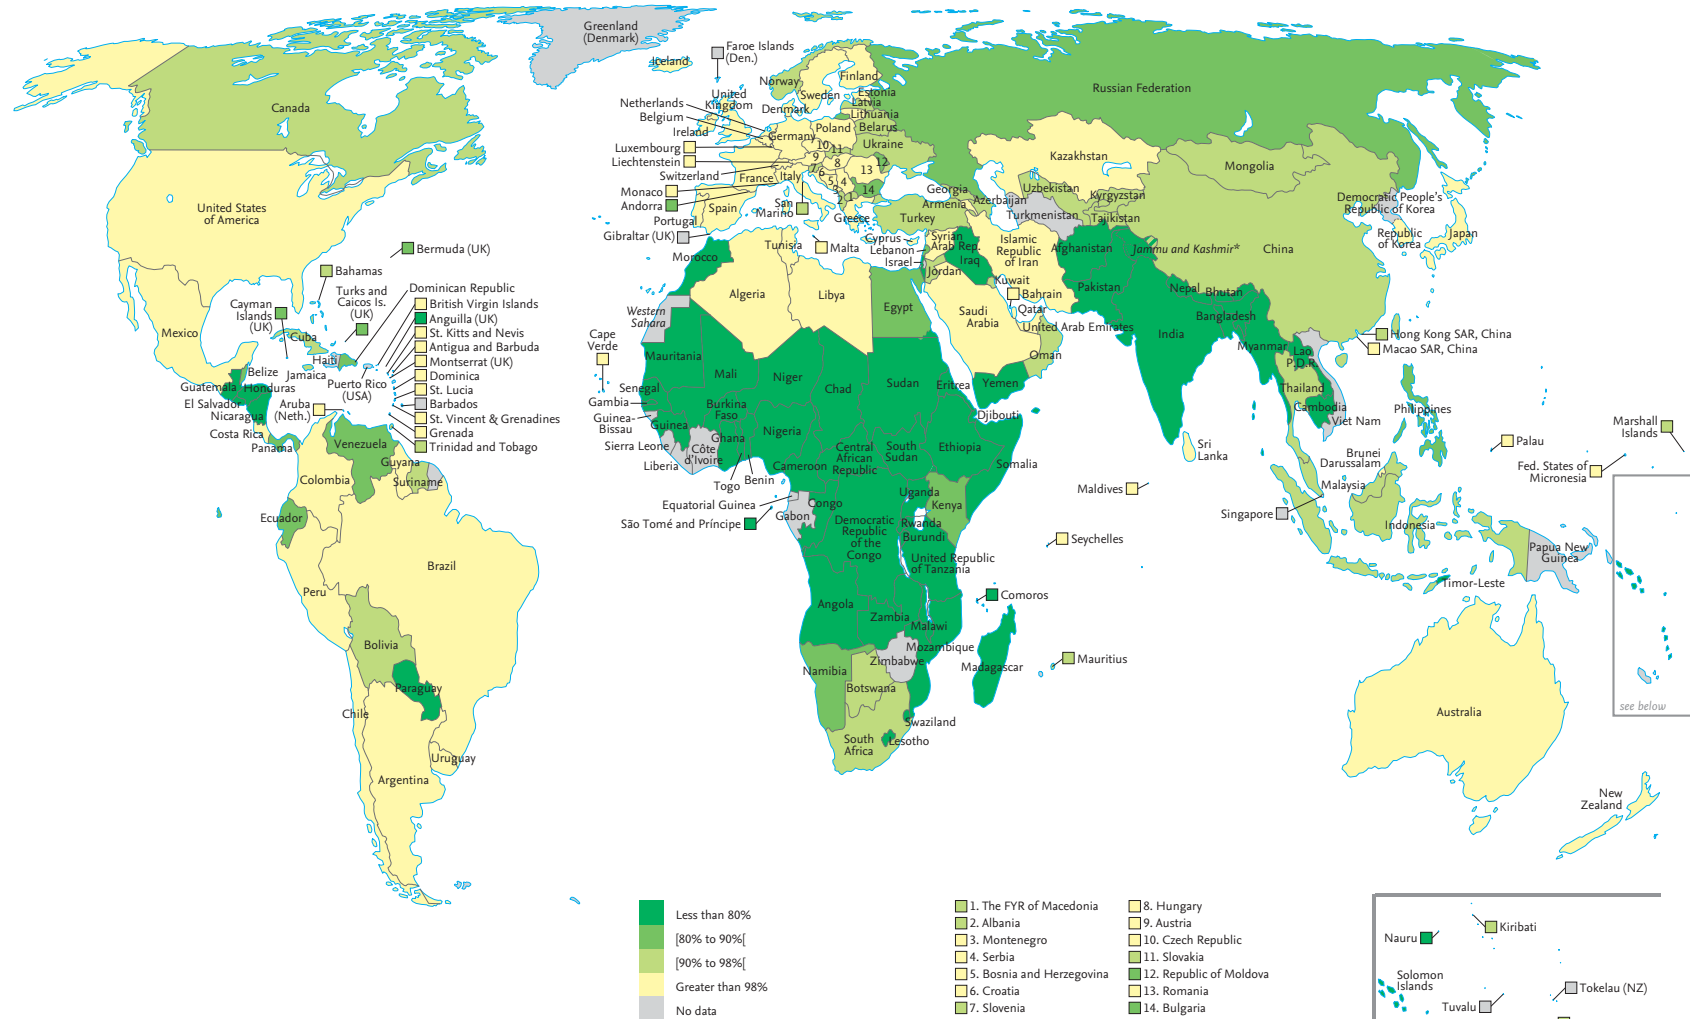 Greenland
(Denmark)
Faroe Islands
(Den.)
Iceland
Norway
Sweden
Finland
Estonia
Latvia
Lithuania
Belarus
Ukraine
Russian Federation
Canada
United
Kingdom
Denmark
Netherlands
Belgium
Ireland
Germany
Poland
Luxembourg
Liechtenstein
Switzerland
France
Italy
Monaco
Andorra
Spain
Portugal
San
Marino
Gibraltar (UK)
Greece
10
11
9
8
7
6
13
12
5
4
3
14
2
1
Kazakhstan
Mongolia
Georgia
Armenia
Azerbaijan
Uzbekistan
Kyrgyzstan
Turkmenistan
Tajikistan
Turkey
Democratic People's
Republic of Korea
Republic
of Korea
Japan
United States
of America
Bermuda (UK)
Bahamas
Turks and
Caicos Is.
(UK)
Cayman
Islands
(UK)
Cuba
Mexico
Haiti
Jamaica
Belize
Guatemala
Honduras
El Salvador
Nicaragua
Costa Rica
Panama
Aruba
(Neth.)
Puerto Rico
(USA)
Dominican Republic
British Virgin Islands
Anguilla (UK)
St. Kitts and Nevis
Antigua and Barbuda
Montserrat (UK)
Dominica
St. Lucia
Barbados
St. Vincent & Grenadines
Grenada
Trinidad and Tobago
Venezuela
Guyana
Suriname
Colombia
Ecuador
Peru
Brazil
Bolivia
Paraguay
Chile
Uruguay
Argentina
Morocco
Tunisia
Malta
Cyprus
Lebanon
Israel
Syrian
Arab Rep.
Iraq
Jordan
Islamic
Republic
of Iran
Afghanistan
Jammu and Kashmir*
China
Algeria
Libya
Egypt
Kuwait
Bahrain
Qatar
Saudi
Arabia
United Arab Emirates
Oman
Yemen
Pakistan
Nepal
Bhutan
Bangladesh
India
Myanmar
Lao
P.D.R.
Thailand
Cambodia
Viet Nam
Hong Kong SAR, China
Macao SAR, China
Philippines
Western
Sahara
Cape
Verde
Mauritania
Mali
Niger
Chad
Sudan
Eritrea
Djibouti
Senegal
Gambia
Guinea-
Bissau
Guinea
Sierra Leone
Liberia
Côte
d'Ivoire
Burkina
Faso
Ghana
Togo
Benin
Nigeria
Cameroon
Central
African
Republic
South
Sudan
Ethiopia
Somalia
Equatorial Guinea
São Tomé and Príncipe
Gabon
Congo
Democratic
Republic
of the
Congo
Uganda
Kenya
Rwanda
Burundi
United Republic
of Tanzania
Angola
Zambia
Malawi
Mozambique
Zimbabwe
Namibia
Botswana
Swaziland
South
Africa
Lesotho
Madagascar
Comoros
Mauritius
Seychelles
Maldives
Sri
Lanka
Brunei
Darussalam
Malaysia
Singapore
Indonesia
Timor-Leste
Papua New
Guinea
Palau
Fed. States of
Micronesia
Marshall
Islands
Australia
New
Zealand
see below
Less than 80%
[80% to 90%[
[90% to 98%[
Greater than 98%
No data
1. The FYR of Macedonia
2. Albania
3. Montenegro
4. Serbia
5. Bosnia and Herzegovina
6. Croatia
7. Slovenia
8. Hungary
9. Austria
10. Czech Republic
11. Slovakia
12. Republic of Moldova
13. Romania
14. Bulgaria
Nauru
Kiribati
Solomon
Islands
Tuvalu
Tokelau (NZ)